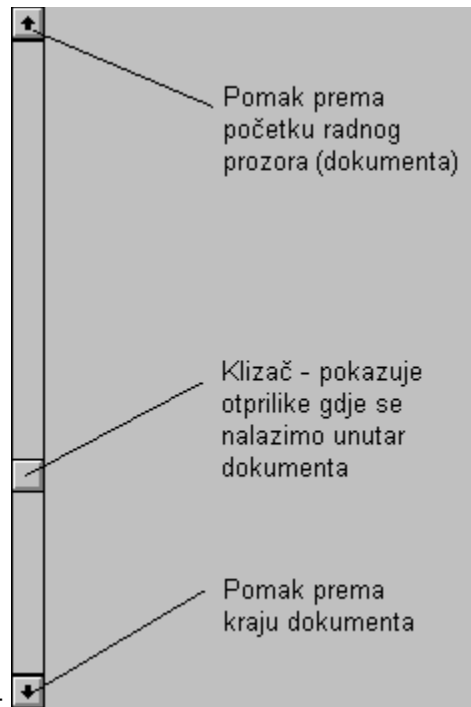 Pomak prema
početku radnog
prozora (dokumenta)
Klizač - pokazuje
otprilike gdje se
nalazimo unutar
dokumenta
Pomak prema
kraju dokumenta